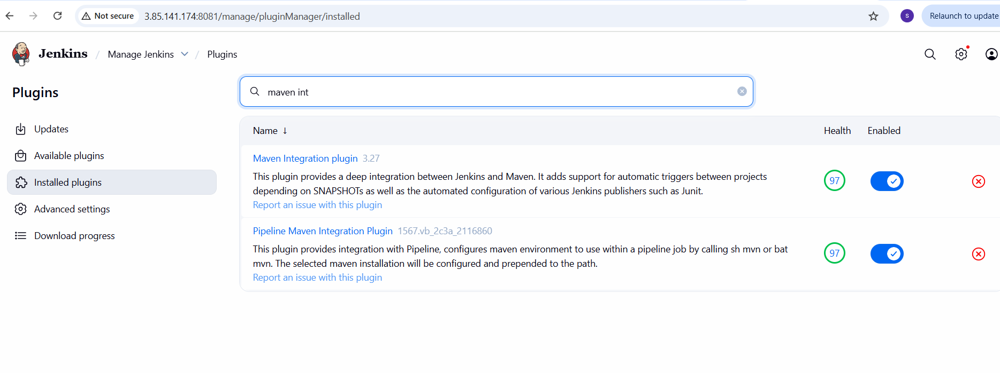 Not secure 3.85.141.174:8081/manage/pluginManager/installed S Relaunch to update
Jenkins / Manage Jenkins / Plugins
Plugins
maven int
Updates
Available plugins
Installed plugins
Advanced settings
Download progress
Name ↓ Health Enabled
Maven Integration plugin 3.27
This plugin provides a deep integration between Jenkins and Maven. It adds support for automatic triggers between projects
depending on SNAPSHOTs as well as the automated configuration of various Jenkins publishers such as Junit.
Report an issue with this plugin
97
Pipeline Maven Integration Plugin 1567.vb_2c3a_2116860
This plugin provides integration with Pipeline, configures maven environment to use within a pipeline job by calling sh mvn or bat
mvn. The selected maven installation will be configured and prepended to the path.
Report an issue with this plugin
97